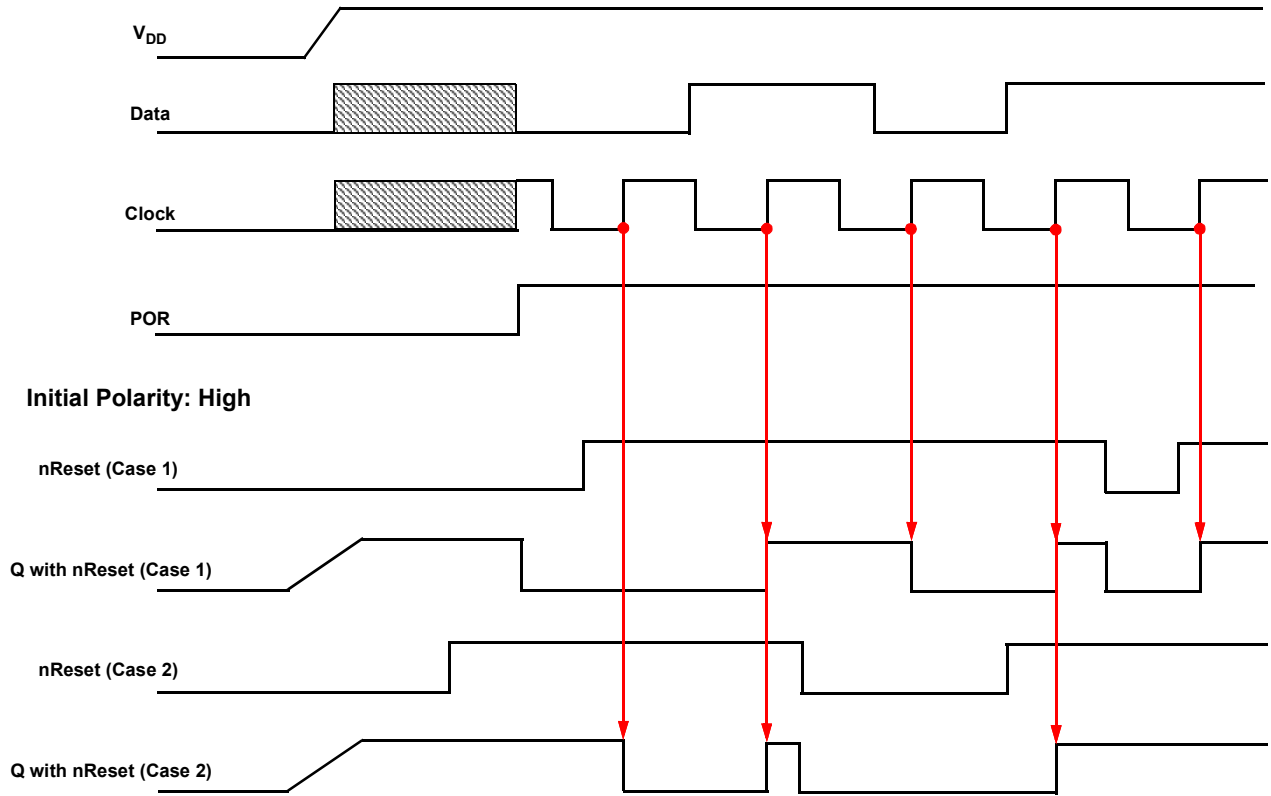 VDD
Data
Clock
POR
Initial Polarity: High
nReset (Case 1)
Q with nReset (Case 1)
nReset (Case 2)
Q with nReset (Case 2)